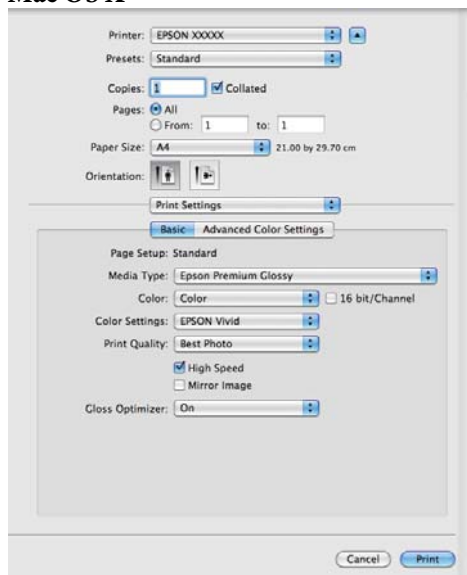 Mac OS X
Printer: EPSON XXXXX
Presets: Standard
Copies: 1 Collated
Pages: All
From: 1 to: 1
Paper Size: A4 21.00 by 29.70 cm
Orientation:
Print Settings
Basic Advanced Color Settings
Page Setup: Standard
Media Type: Epson Premium Glossy
Color: Color 16 bit/Channel
Color Settings: EPSON Vivid
Print Quality: Best Photo
High Speed
Mirror Image
Gloss Optimizer: On
Cancel Print